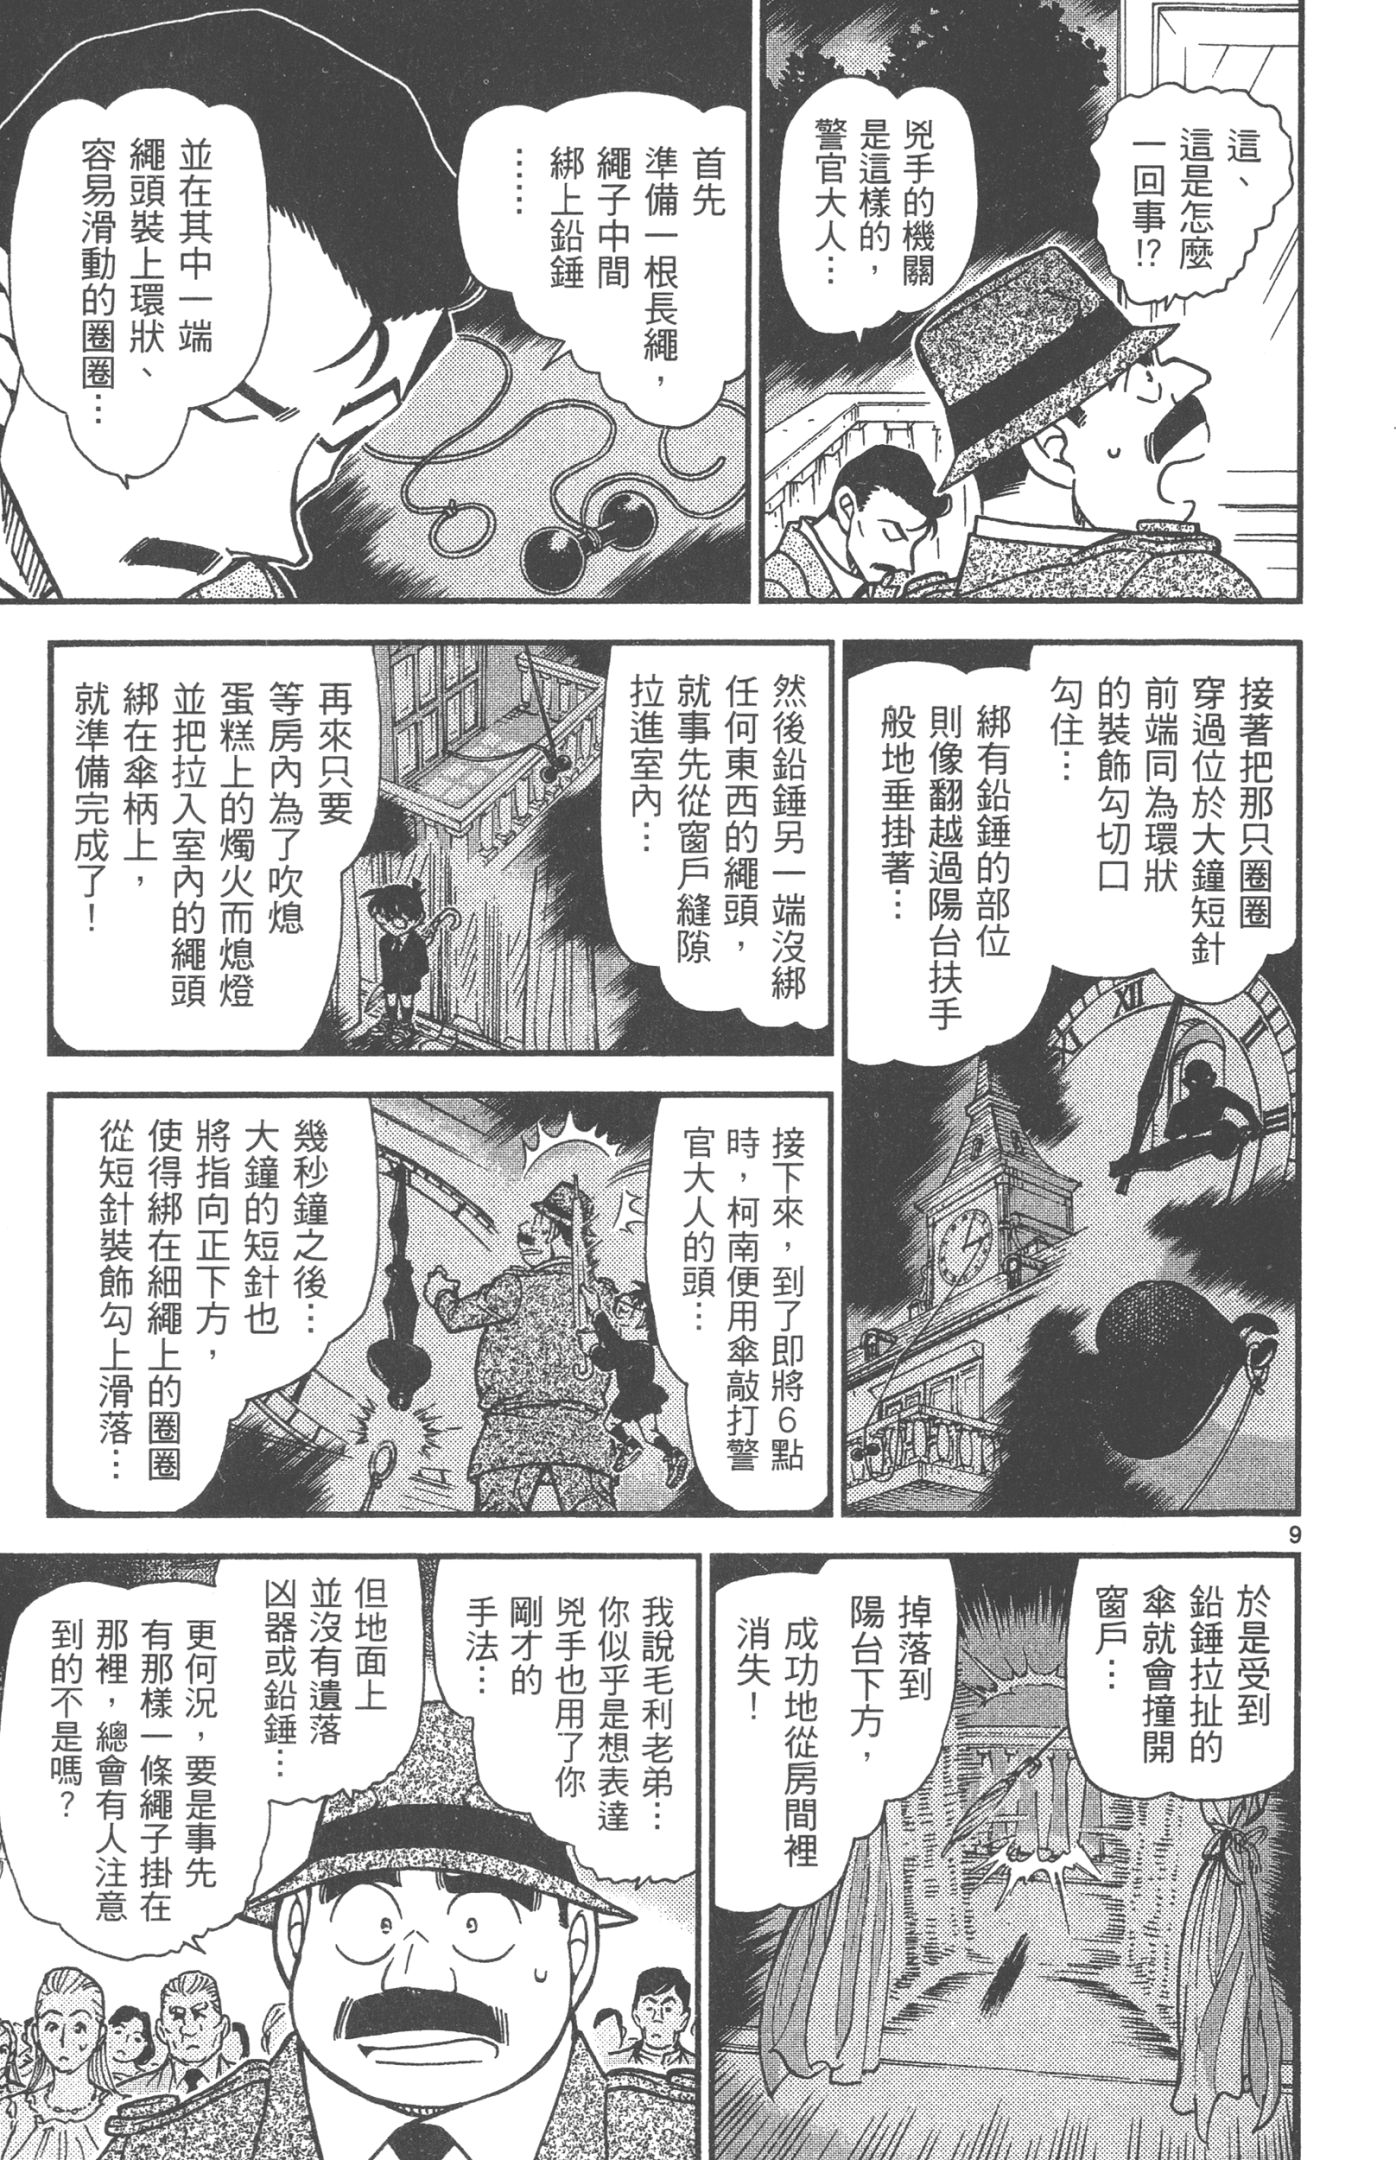 這、
這是怎麼
一回事!?
兇手的機關
是這樣的，
警官大人…
首先
準備一根長繩，
繩子中間
綁上鉛錘
……
並在其中一端
繩頭裝上環狀、
容易滑動的圈圈…
接著把那只圈圈
穿過位於大鐘短針
前端同為環狀
的裝飾勾切口
勾住…
綁有鉛錘的部位
則像翻越過陽台扶手
般地垂掛著…
然後鉛錘另一端沒綁
任何東西的繩頭，
就事先從窗戶縫隙
拉進室內…
再來只要
等房內為了吹熄
蛋糕上的燭火而熄燈
並把拉入室內的繩頭
綁在傘柄上，
就準備完成了！
接下來，到了即將6點
時，柯南便用傘敲打警
官大人的頭…
幾秒鐘之後…
大鐘的短針也
將指向正下方，
使得綁在細繩上的圈圈
從短針裝飾勾上滑落…
9
於是受到
鉛錘拉扯的
傘就會撞開
窗戶…
掉落到
陽台下方，
成功地從房間裡
消失！
我說毛利老弟…
你似乎是想表達
兇手也用了你
剛才的
手法…
但地面上
並沒有遺落
凶器或鉛錘…
更何況，要是事先
有那樣一條繩子掛在
那裡，總會有人注意
到的不是嗎？